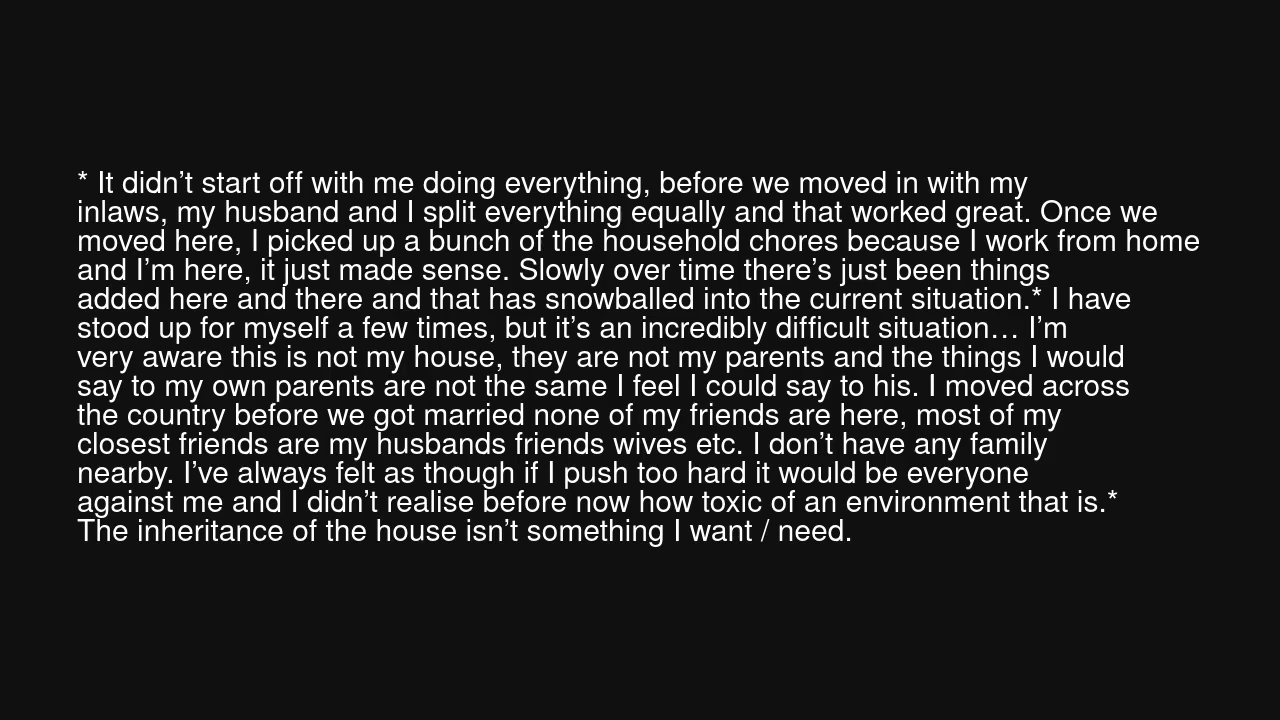 * It didn’t start off with me doing everything, before we moved in with my
inlaws, my husband and I split everything equally and that worked great. Once we
moved here, I picked up a bunch of the household chores because I work from home
and I’m here, it just made sense. Slowly over time there’s just been things
added here and there and that has snowballed into the current situation.* I have
stood up for myself a few times, but it’s an incredibly difficult situation… I’m
very aware this is not my house, they are not my parents and the things I would
say to my own parents are not the same I feel I could say to his. I moved across
the country before we got married none of my friends are here, most of my
closest friends are my husbands friends wives etc. I don’t have any family
nearby. I’ve always felt as though if I push too hard it would be everyone
against me and I didn’t realise before now how toxic of an environment that is.*
The inheritance of the house isn’t something I want / need.